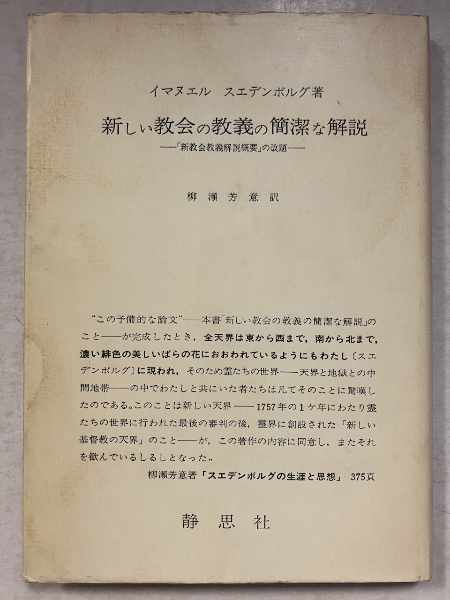 イマヌエル スエデンボルグ著
新しい教会の教義の簡潔な解説
——「新教会教義解説概要」の改題——
柳瀬芳意訳
“この予備的な論文”——本書「新しい教会の教義の簡潔な解説」の
こと——が完成したとき，全天界は東から西まで，南から北まで，
濃い緋色の美しいばらの花におおわれているようにもわたし〔スエ
デンボルグ〕に現われ，そのため霊たちの世界——天界と地獄との中
間地帯——の中でわたしと共にいた者たちは凡てそのことに驚嘆し
たのである。このことは新しい天界——1757年の1ケ年にわたり霊
たちの世界に行われた最後の審判の後，霊界に創設された「新しい
基督教の天界」のこと——が，この著作の内容に同意し，またそれ
を歓んでいるしるしとなった。
柳瀬芳意著「スエデンボルグの生涯と思想」 375頁
静思社